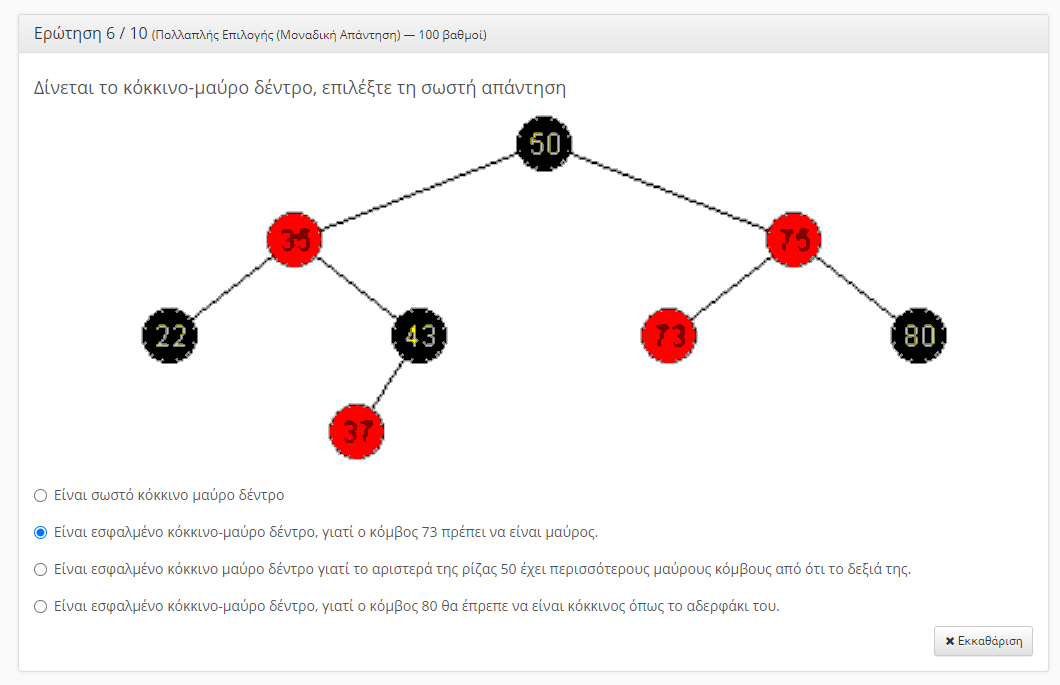 Ερώτηση 6 / 10 (Πολλαπλής Επιλογής (Μοναδική Απάντηση) — 100 βαθμοί)
Δίνεται το κόκκινο-μαύρο δέντρο, επιλέξτε τη σωστή απάντηση
50
35 75
22 43 73 80
37
Είναι σωστό κόκκινο μαύρο δέντρο
Είναι εσφαλμένο κόκκινο-μαύρο δέντρο, γιατί ο κόμβος 73 πρέπει να είναι μαύρος.
Είναι εσφαλμένο κόκκινο μαύρο δέντρο γιατί το αριστερά της ρίζας 50 έχει περισσότερους μαύρους κόμβους από ότι το δεξιά της.
Είναι εσφαλμένο κόκκινο-μαύρο δέντρο, γιατί ο κόμβος 80 θα έπρεπε να είναι κόκκινος όπως το αδερφάκι του.
✖ Εκκαθάριση